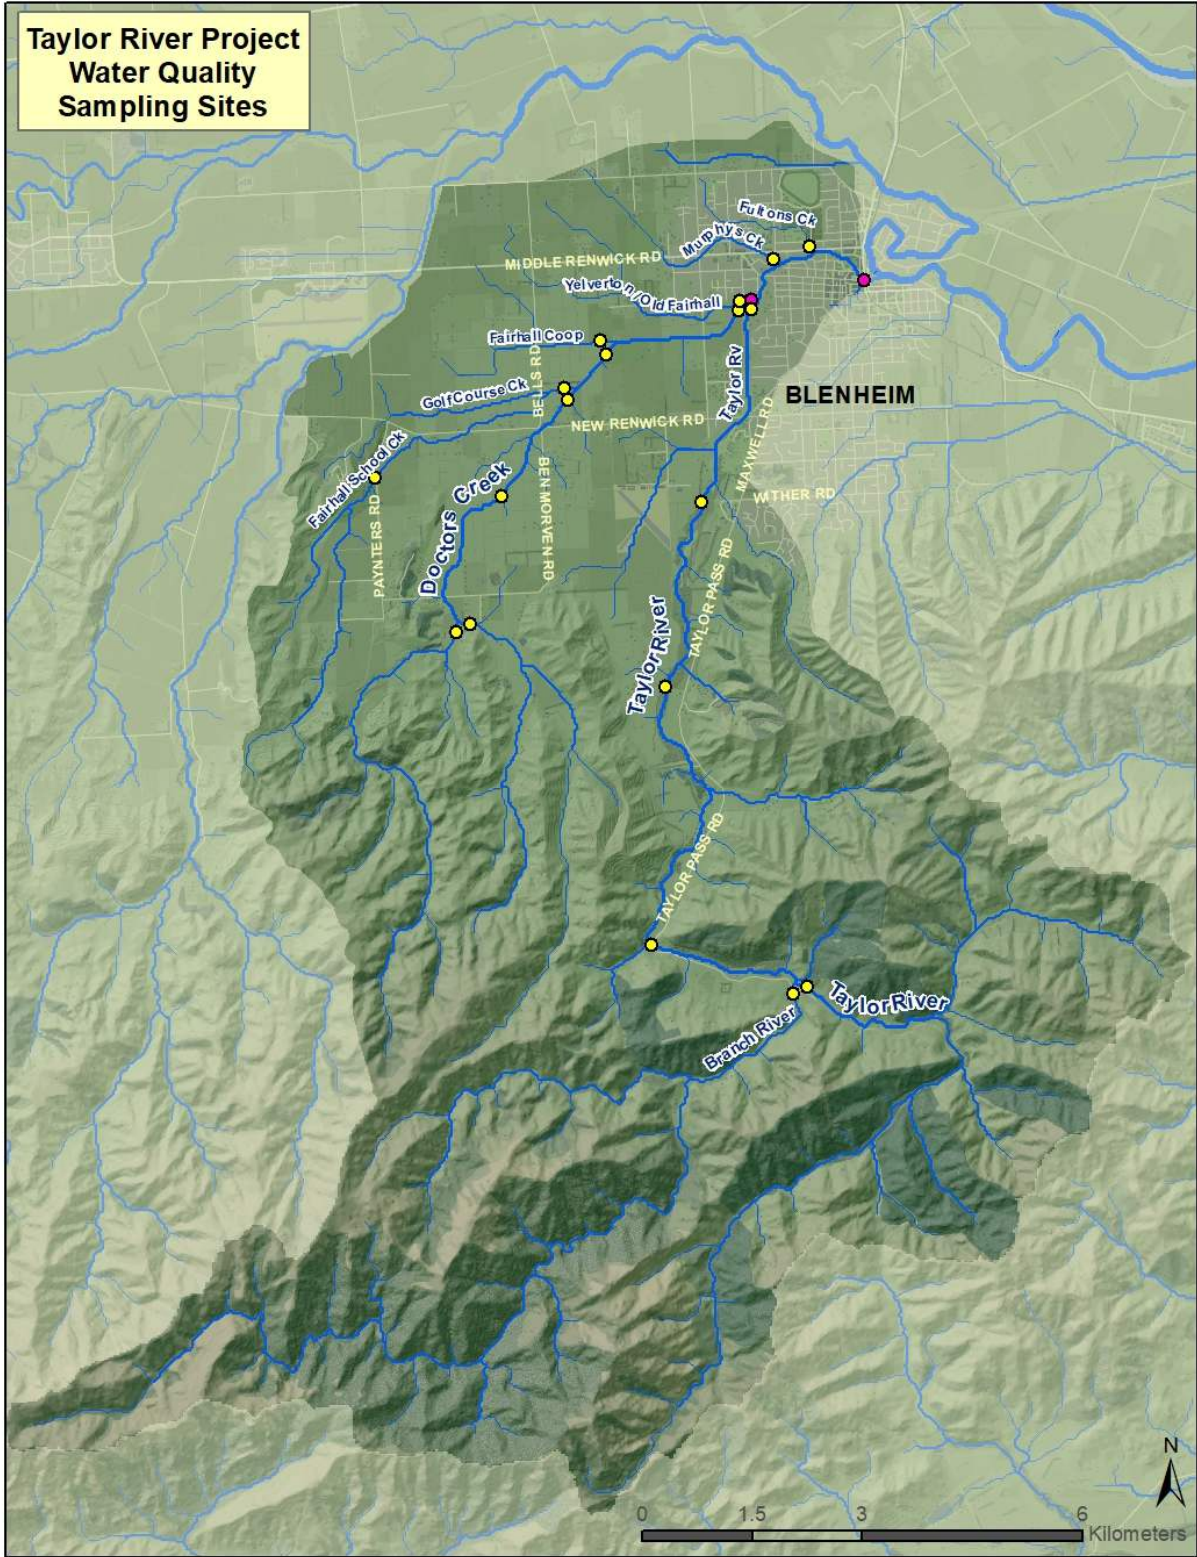 Taylor River Project
Water Quality
Sampling Sites
Fultons Ck
Murphys Ck
MIDDLE RENWICK RD
Yelverton/Old Fairhall
Fairhall Coop
BELLS RD
Taylor Rv
Golf Course Ck
BLENHEIM
NEW RENWICK RD
MAXWELL RD
Fairhall School Ck
WITHER RD
Doctors Creek
BEN MORVEN RD
PAYNTERS RD
TAYLOR PASS RD
Taylor River
TAYLOR PASS RD
Taylor River
Branch River
N
0 1.5 3 6
Kilometers